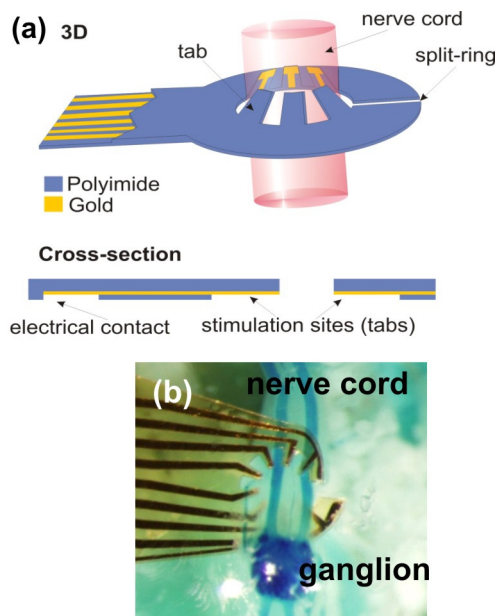 (a) 3D
nerve cord
tab
split-ring
Polyimide
Gold
Cross-section
electrical contact
stimulation sites (tabs)
(b)
nerve cord
ganglion